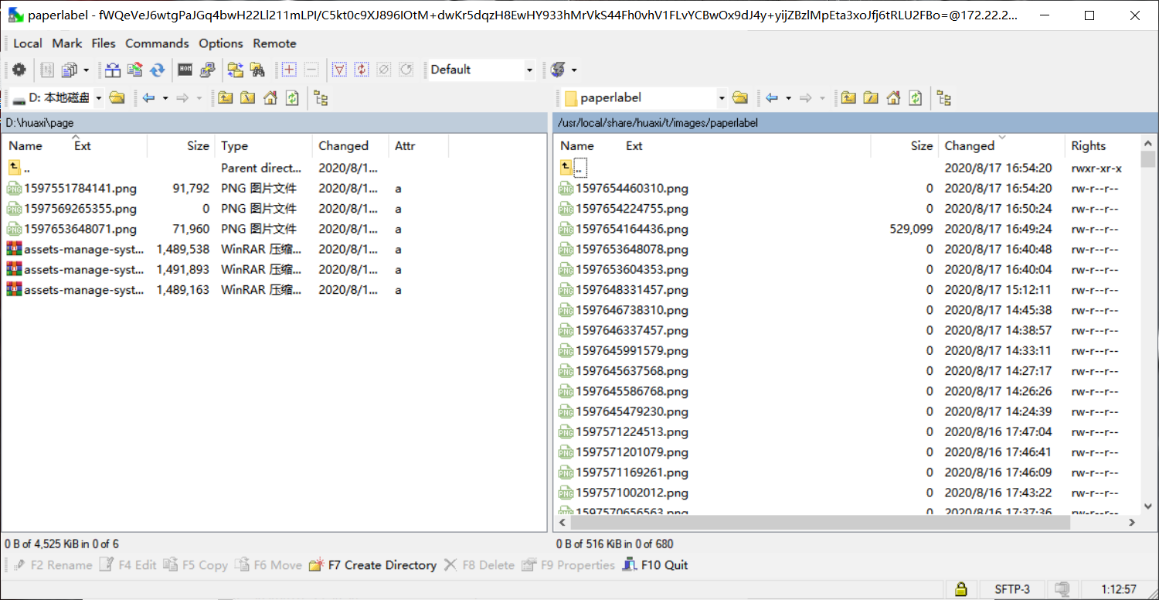 paperlabel - fWQeVeJ6wtgPaJGq4bwH22Ll211mLPI/C5kt0c9XJ896IOtM+dwKr5dqzH8EwHY933hMrVkS44Fh0vhV1FLvYCBwOx9dJ4y+yijZBzlMpEta3xoJfj6tRLU2FBo=@172.22.2...
Local Mark Files Commands Options Remote
Default
D: 本地磁盘 paperlabel
D:\huaxi\page /usr/local/share/huaxi/t/images/paperlabel
Name Ext Size Type Changed Attr Name Ext Size Changed Rights
.. Parent direct... 2020/8/1... .. 2020/8/17 16:54:20 rwxr-xr-x
1597551784141.png 91,792 PNG 图片文件 2020/8/1... a 1597654460310.png 0 2020/8/17 16:54:20 rw-r--r--
1597569265355.png 0 PNG 图片文件 2020/8/1... a 1597654224755.png 0 2020/8/17 16:50:24 rw-r--r--
1597653648071.png 71,960 PNG 图片文件 2020/8/1... a 1597654164436.png 529,099 2020/8/17 16:49:24 rw-r--r--
assets-manage-syst... 1,489,538 WinRAR 压缩... 2020/8/1... a 1597653648078.png 0 2020/8/17 16:40:48 rw-r--r--
assets-manage-syst... 1,491,893 WinRAR 压缩... 2020/8/1... a 1597653604353.png 0 2020/8/17 16:40:04 rw-r--r--
assets-manage-syst... 1,489,163 WinRAR 压缩... 2020/8/1... a 1597648331457.png 0 2020/8/17 15:12:11 rw-r--r--
1597646738310.png 0 2020/8/17 14:45:38 rw-r--r--
1597646337457.png 0 2020/8/17 14:38:57 rw-r--r--
1597645991579.png 0 2020/8/17 14:33:11 rw-r--r--
1597645637568.png 0 2020/8/17 14:27:17 rw-r--r--
1597645586768.png 0 2020/8/17 14:26:26 rw-r--r--
1597645479230.png 0 2020/8/17 14:24:39 rw-r--r--
1597571224513.png 0 2020/8/16 17:47:04 rw-r--r--
1597571201079.png 0 2020/8/16 17:46:41 rw-r--r--
1597571169261.png 0 2020/8/16 17:46:09 rw-r--r--
1597571002012.png 0 2020/8/16 17:43:22 rw-r--r--
1597570656563.png 0 2020/8/16 17:37:36 rw-r--r--
0 B of 4,525 KiB in 0 of 6 0 B of 516 KiB in 0 of 680
F2 Rename F4 Edit F5 Copy F6 Move F7 Create Directory F8 Delete F9 Properties F10 Quit
SFTP-3 1:12:57